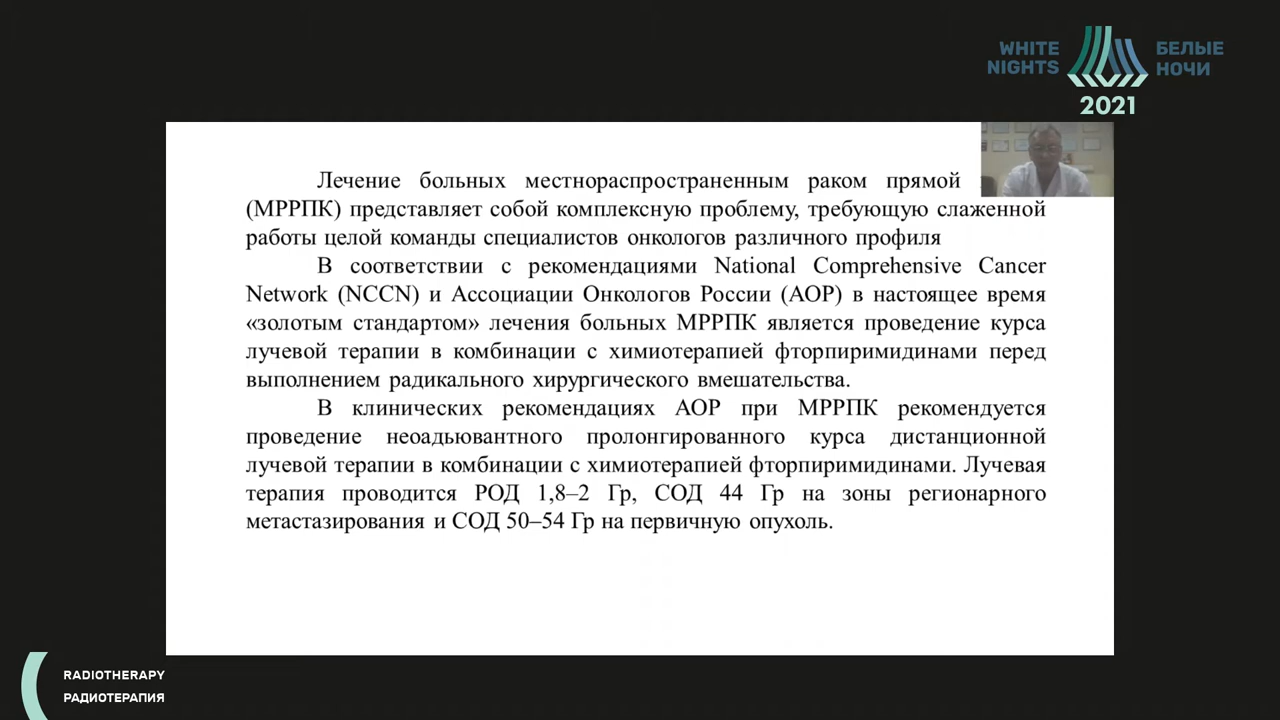 WHITE NIGHTS
БЕЛЫЕ НОЧИ
2021
Лечение больных местнораспространенным раком прямой
(МРРПК) представляет собой комплексную проблему, требующую слаженной
работы целой команды специалистов онкологов различного профиля
В соответствии с рекомендациями National Comprehensive Cancer
Network (NCCN) и Ассоциации Онкологов России (АОР) в настоящее время
«золотым стандартом» лечения больных МРРПК является проведение курса
лучевой терапии в комбинации с химиотерапией фторпиримидинами перед
выполнением радикального хирургического вмешательства.
В клинических рекомендациях АОР при МРРПК рекомендуется
проведение неоадьювантного пролонгированного курса дистанционной
лучевой терапии в комбинации с химиотерапией фторпиримидинами. Лучевая
терапия проводится РОД 1,8–2 Гр, СОД 44 Гр на зоны регионарного
метастазирования и СОД 50–54 Гр на первичную опухоль.
RADIOTHERAPY
РАДИОТЕРАПИЯ